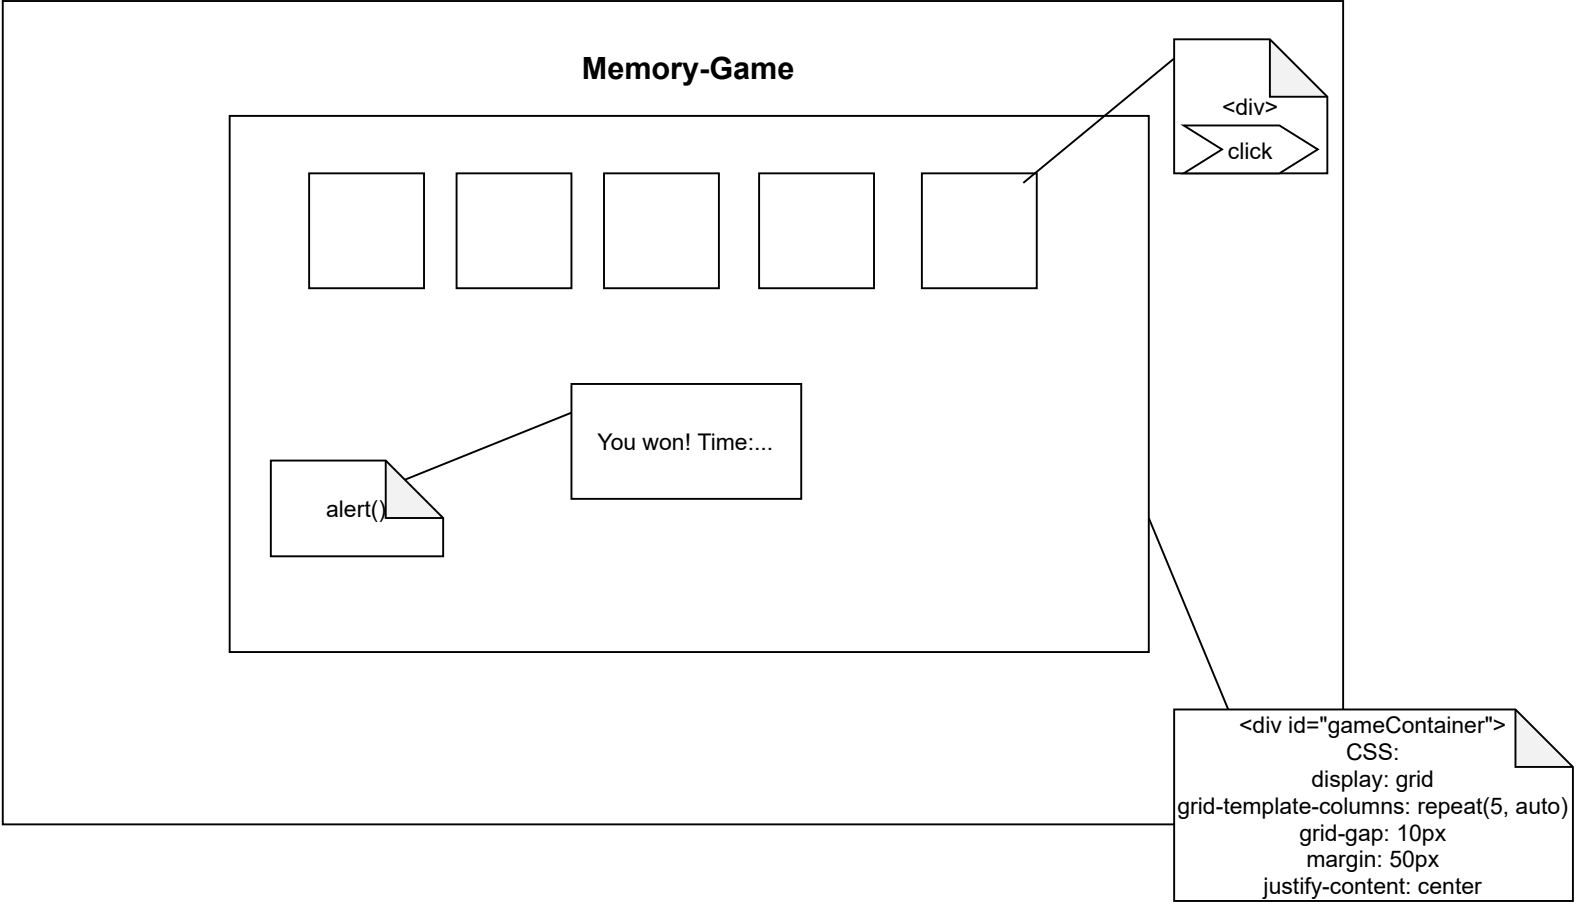 Memory-Game
<div>
click
You won! Time:...
alert()
<div id="gameContainer">
CSS:
display: grid
grid-template-columns: repeat(5, auto)
grid-gap: 10px
margin: 50px
justify-content: center